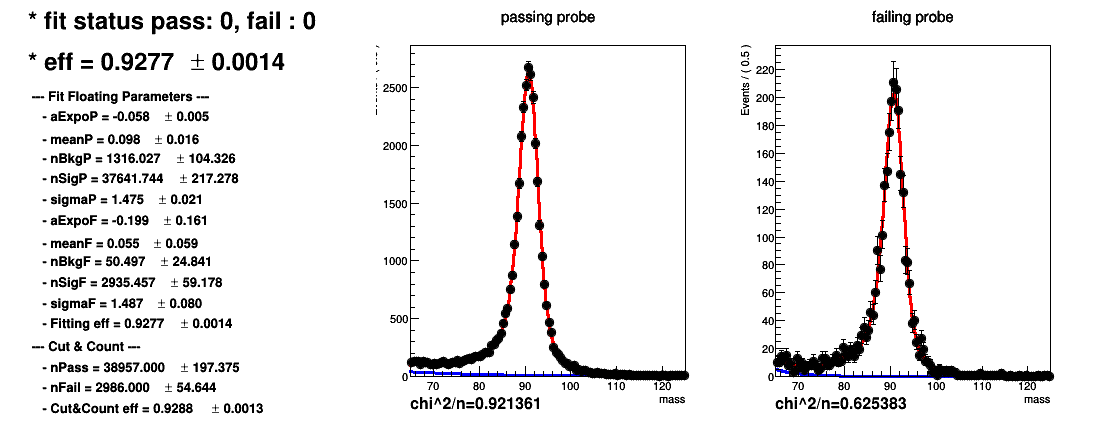 * fit status pass: 0, fail : 0
* eff = 0.9277 ± 0.0014
--- Fit Floating Parameters ---
- aExpoP = -0.058 ± 0.005
- meanP = 0.098 ± 0.016
- nBkgP = 1316.027 ± 104.326
- nSigP = 37641.744 ± 217.278
- sigmaP = 1.475 ± 0.021
- aExpoF = -0.199 ± 0.161
- meanF = 0.055 ± 0.059
- nBkgF = 50.497 ± 24.841
- nSigF = 2935.457 ± 59.178
- sigmaF = 1.487 ± 0.080
- Fitting eff = 0.9277 ± 0.0014
--- Cut & Count ---
- nPass = 38957.000 ± 197.375
- nFail = 2986.000 ± 54.644
- Cut&Count eff = 0.9288 ± 0.0013
passing probe
2500
2000
1500
1000
500
0
70 80 90 100 110 120
mass
chi^2/n=0.921361
failing probe
Events / ( 0.5 )
220
200
180
160
140
120
100
80
60
40
20
0
70 80 90 100 110 120
mass
chi^2/n=0.625383